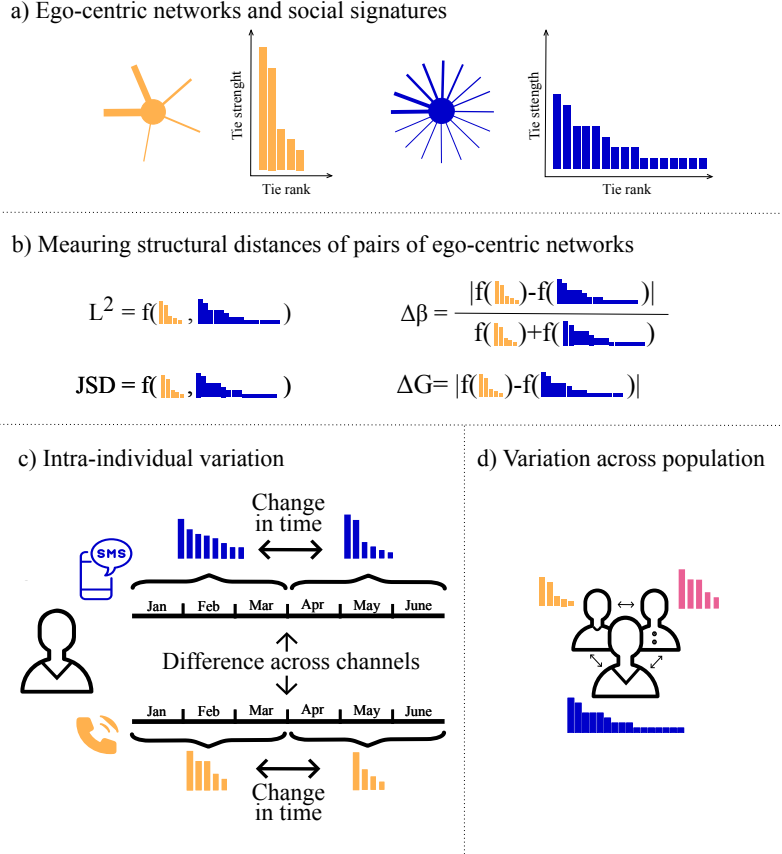 a) Ego-centric networks and social signatures
Tie strenght
Tie rank
Tie sttength
Tie rank
b) Meauring structural distances of pairs of ego-centric networks
L² = f( , )
Δβ = |f( )-f( )|
f( )+f( )
JSD = f( , )
ΔG= |f( )-f( )|
c) Intra-individual variation
Change
in time
SMS
Jan Feb Mar Apr May June
Difference across channels
Jan Feb Mar Apr May June
Change
in time
d) Variation across population